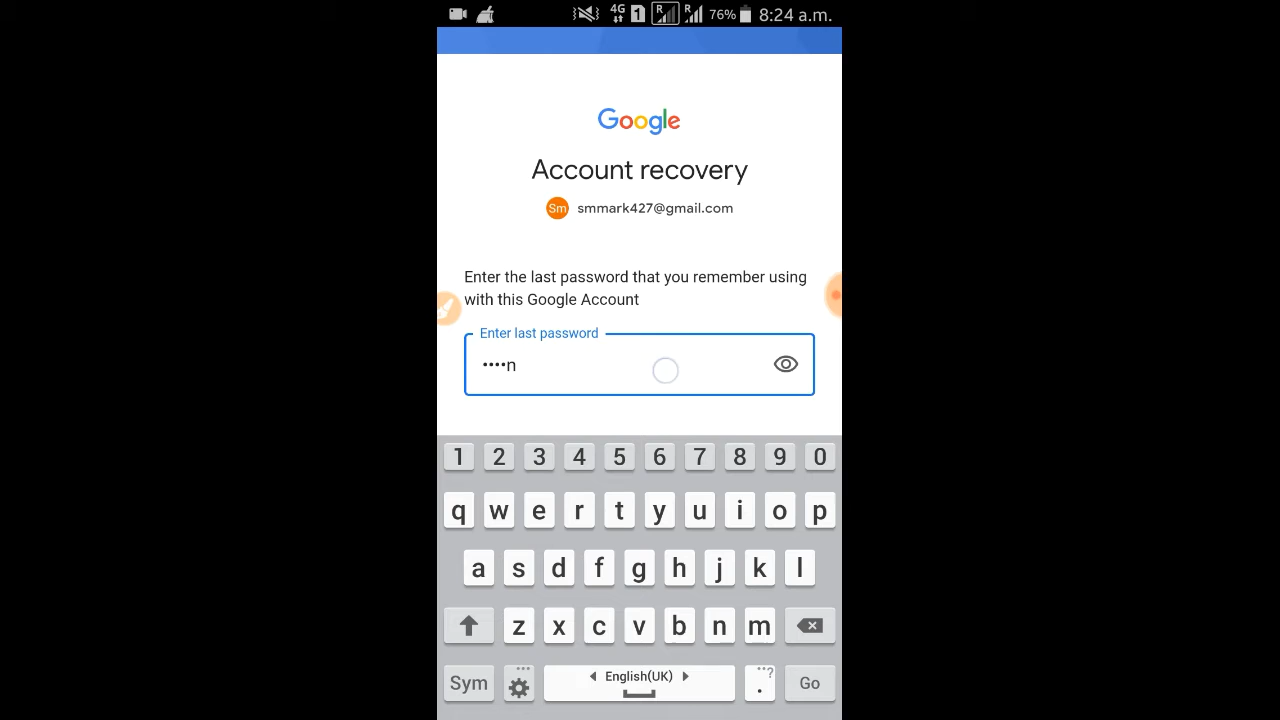 4G 1 R R 76% 8:24 a.m.
Google
Account recovery
Sm smmark427@gmail.com
Enter the last password that you remember using
with this Google Account
Enter last password
••••n
1 2 3 4 5 6 7 8 9 0
q w e r t y u i o p
a s d f g h j k l
z x c v b n m
Sym English(UK) . ? Go